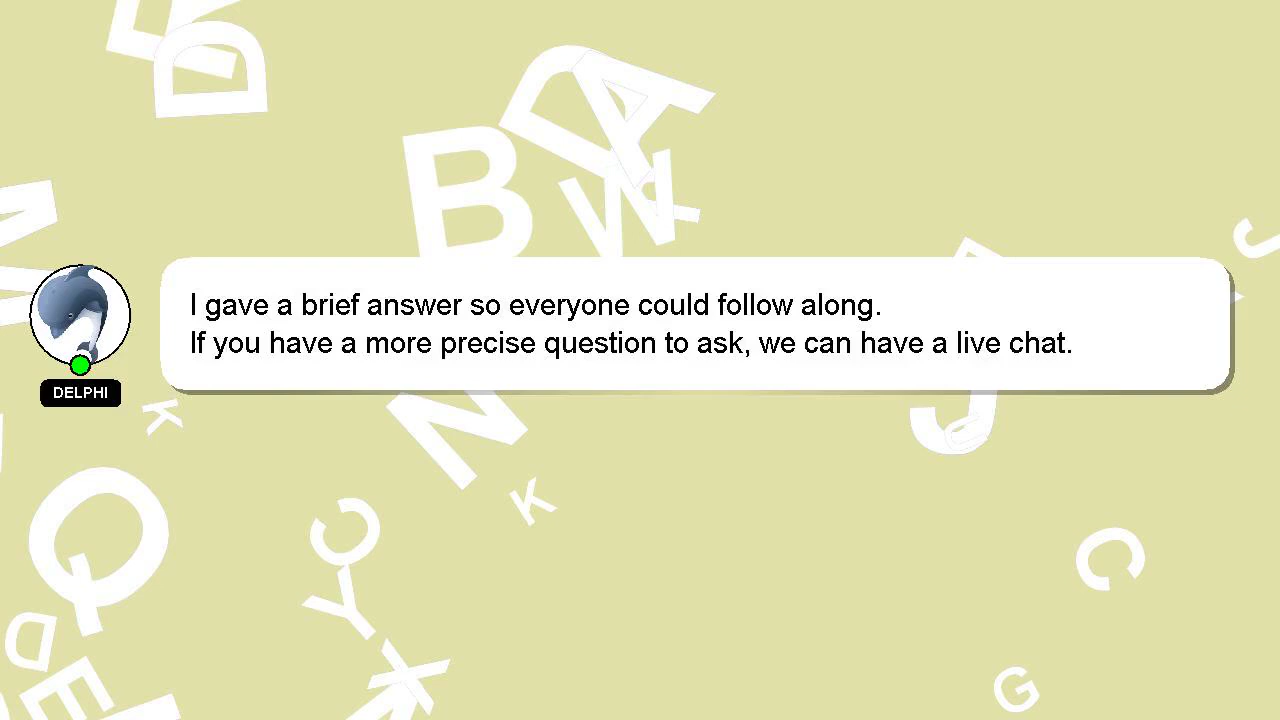 I gave a brief answer so everyone could follow along.
If you have a more precise question to ask, we can have a live chat.
DELPHI